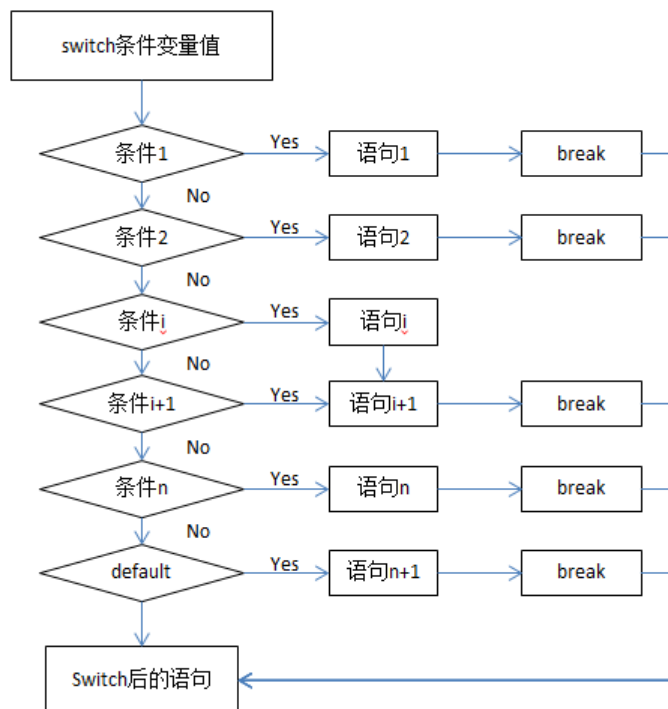 switch条件变量值
条件1
Yes
语句1
break
No
条件2
Yes
语句2
break
No
条件i
Yes
语句i
No
条件i+1
Yes
语句i+1
break
No
条件n
Yes
语句n
break
No
default
Yes
语句n+1
break
Switch后的语句